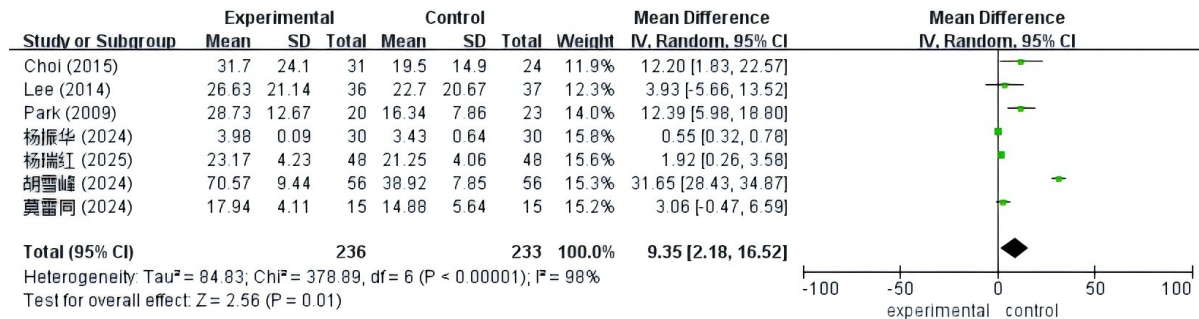 Experimental Control Mean Difference Mean Difference
Study or Subgroup Mean SD Total Mean SD Total Weight IV, Random, 95% CI IV, Random, 95% CI
Choi (2015) 31.7 24.1 31 19.5 14.9 24 11.9% 12.20 [1.83, 22.57]
Lee (2014) 26.63 21.14 36 22.7 20.67 37 12.3% 3.93 [-5.66, 13.52]
Park (2009) 28.73 12.67 20 16.34 7.86 23 14.0% 12.39 [5.98, 18.80]
杨振华 (2024) 3.98 0.09 30 3.43 0.64 30 15.8% 0.55 [0.32, 0.78]
杨瑞红 (2025) 23.17 4.23 48 21.25 4.06 48 15.6% 1.92 [0.26, 3.58]
胡雪峰 (2024) 70.57 9.44 56 38.92 7.85 56 15.3% 31.65 [28.43, 34.87]
莫雷同 (2024) 17.94 4.11 15 14.88 5.64 15 15.2% 3.06 [-0.47, 6.59]
Total (95% CI) 236 233 100.0% 9.35 [2.18, 16.52]
Heterogeneity: Tau² = 84.83; Chi² = 378.89, df = 6 (P < 0.00001); I² = 98%
Test for overall effect: Z = 2.56 (P = 0.01)
-100 -50 0 50 100
experimental control